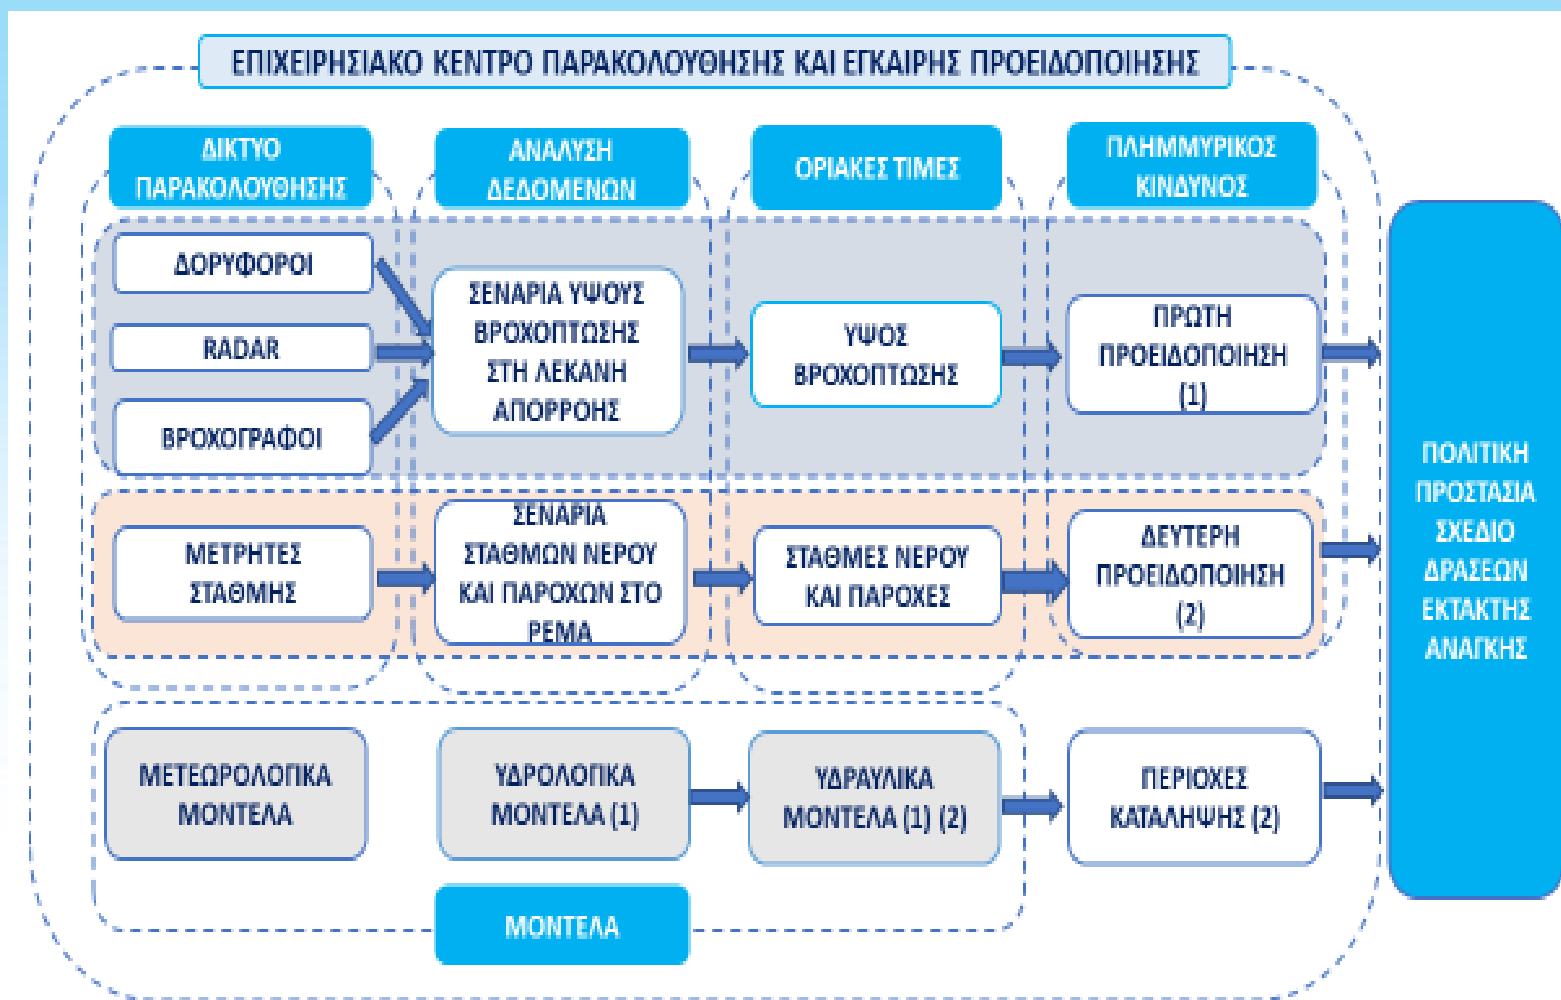 ΕΠΙΧΕΙΡΗΣΙΑΚΟ ΚΕΝΤΡΟ ΠΑΡΑΚΟΛΟΥΘΗΣΗΣ ΚΑΙ ΕΓΚΑΙΡΗΣ ΠΡΟΕΙΔΟΠΟΙΗΣΗΣ
ΔΙΚΤΥΟ
ΠΑΡΑΚΟΛΟΥΘΗΣΗΣ
ΑΝΑΛΥΣΗ
ΔΕΔΟΜΕΝΩΝ
ΟΡΙΑΚΕΣ ΤΙΜΕΣ
ΠΛΗΜΜΥΡΙΚΟΣ
ΚΙΝΔΥΝΟΣ
ΔΟΡΥΦΟΡΟΙ
RADAR
ΒΡΟΧΟΓΡΑΦΟΙ
ΣΕΝΑΡΙΑ ΥΨΟΥΣ
ΒΡΟΧΟΠΤΩΣΗΣ
ΣΤΗ ΛΕΚΑΝΗ
ΑΠΟΡΡΟΗΣ
ΥΨΟΣ
ΒΡΟΧΟΠΤΩΣΗΣ
ΠΡΩΤΗ
ΠΡΟΕΙΔΟΠΟΙΗΣΗ
(1)
ΜΕΤΡΗΤΕΣ
ΣΤΑΘΜΗΣ
ΣΕΝΑΡΙΑ
ΣΤΑΘΜΩΝ ΝΕΡΟΥ
ΚΑΙ ΠΑΡΟΧΩΝ ΣΤΟ
ΡΕΜΑ
ΣΤΑΘΜΕΣ ΝΕΡΟΥ
ΚΑΙ ΠΑΡΟΧΕΣ
ΔΕΥΤΕΡΗ
ΠΡΟΕΙΔΟΠΟΙΗΣΗ
(2)
ΜΕΤΕΩΡΟΛΟΓΙΚΑ
ΜΟΝΤΕΛΑ
ΥΔΡΟΛΟΓΙΚΑ
ΜΟΝΤΕΛΑ (1)
ΥΔΡΑΥΛΙΚΑ
ΜΟΝΤΕΛΑ (1) (2)
ΠΕΡΙΟΧΕΣ
ΚΑΤΑΛΗΨΗΣ (2)
ΜΟΝΤΕΛΑ
ΠΟΛΙΤΙΚΗ
ΠΡΟΣΤΑΣΙΑ
ΣΧΕΔΙΟ
ΔΡΑΣΕΩΝ
ΕΚΤΑΚΤΗΣ
ΑΝΑΓΚΗΣ